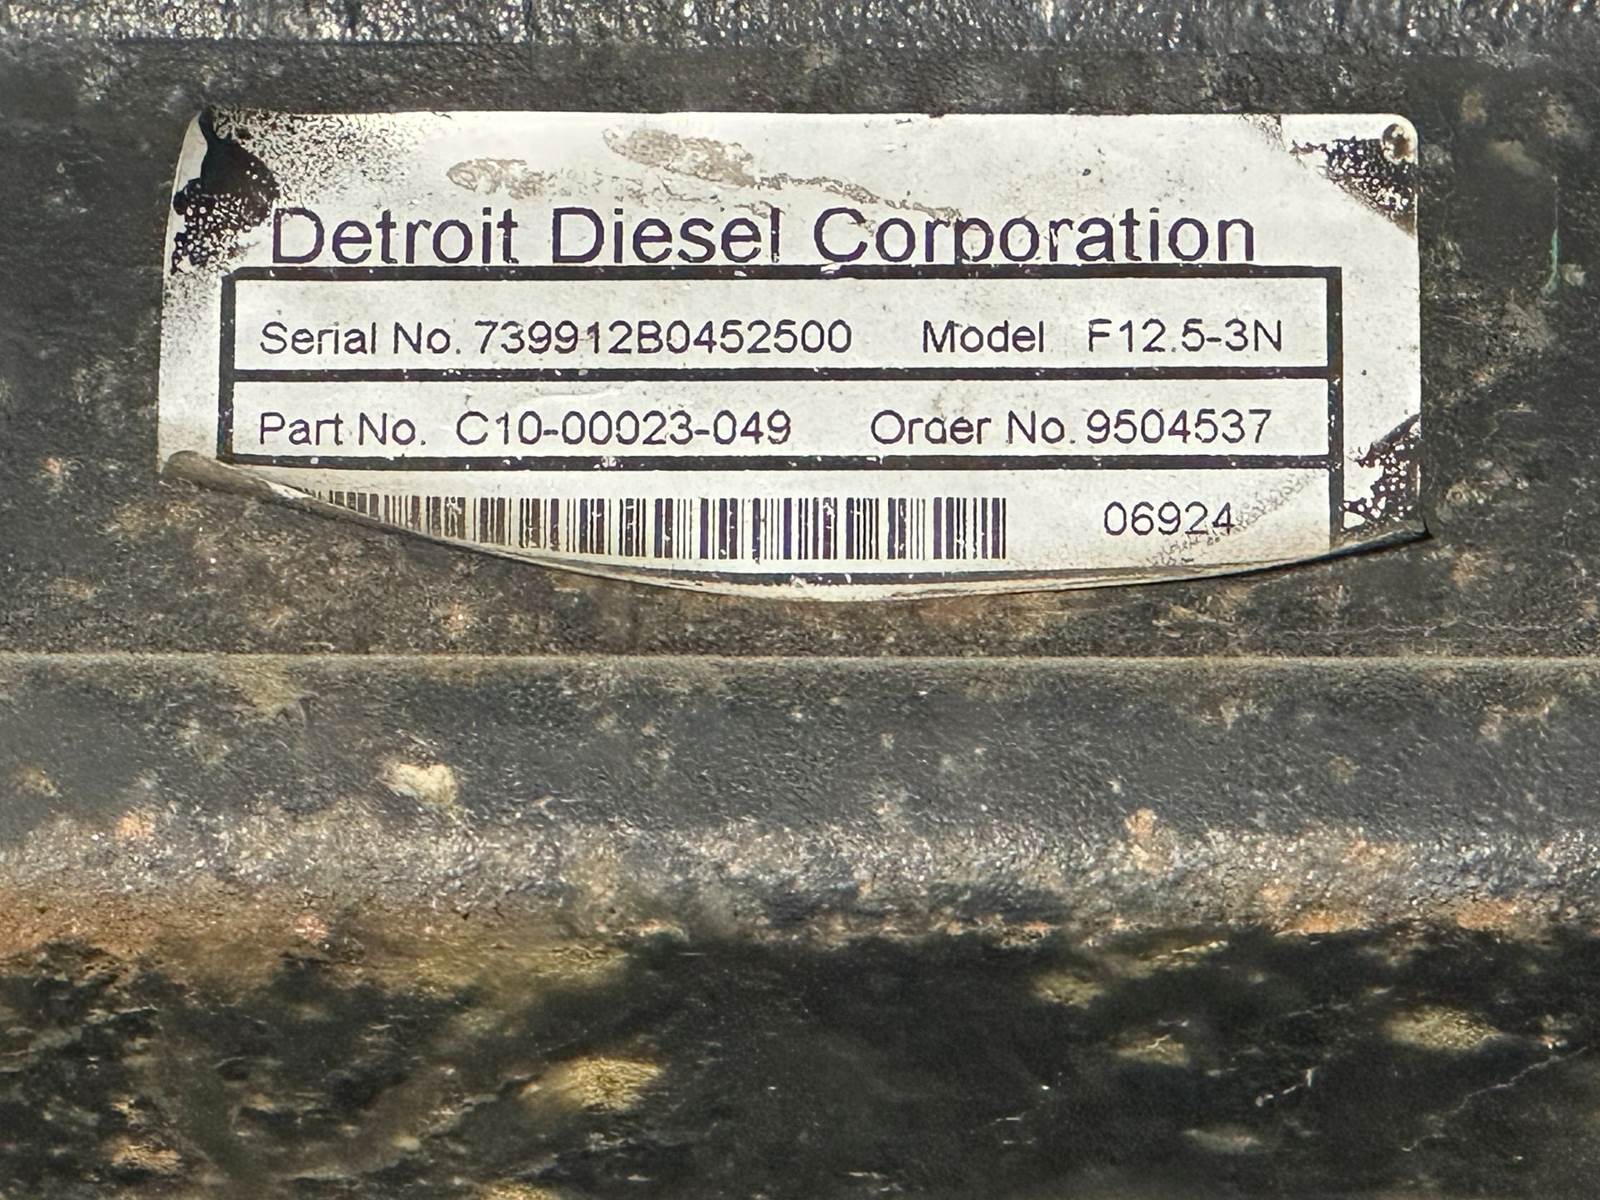 Detroit Diesel Corporation
Serial No. 739912B0452500 Model F12.5-3N
Part No. C10-00023-049 Order No. 9504537
06924